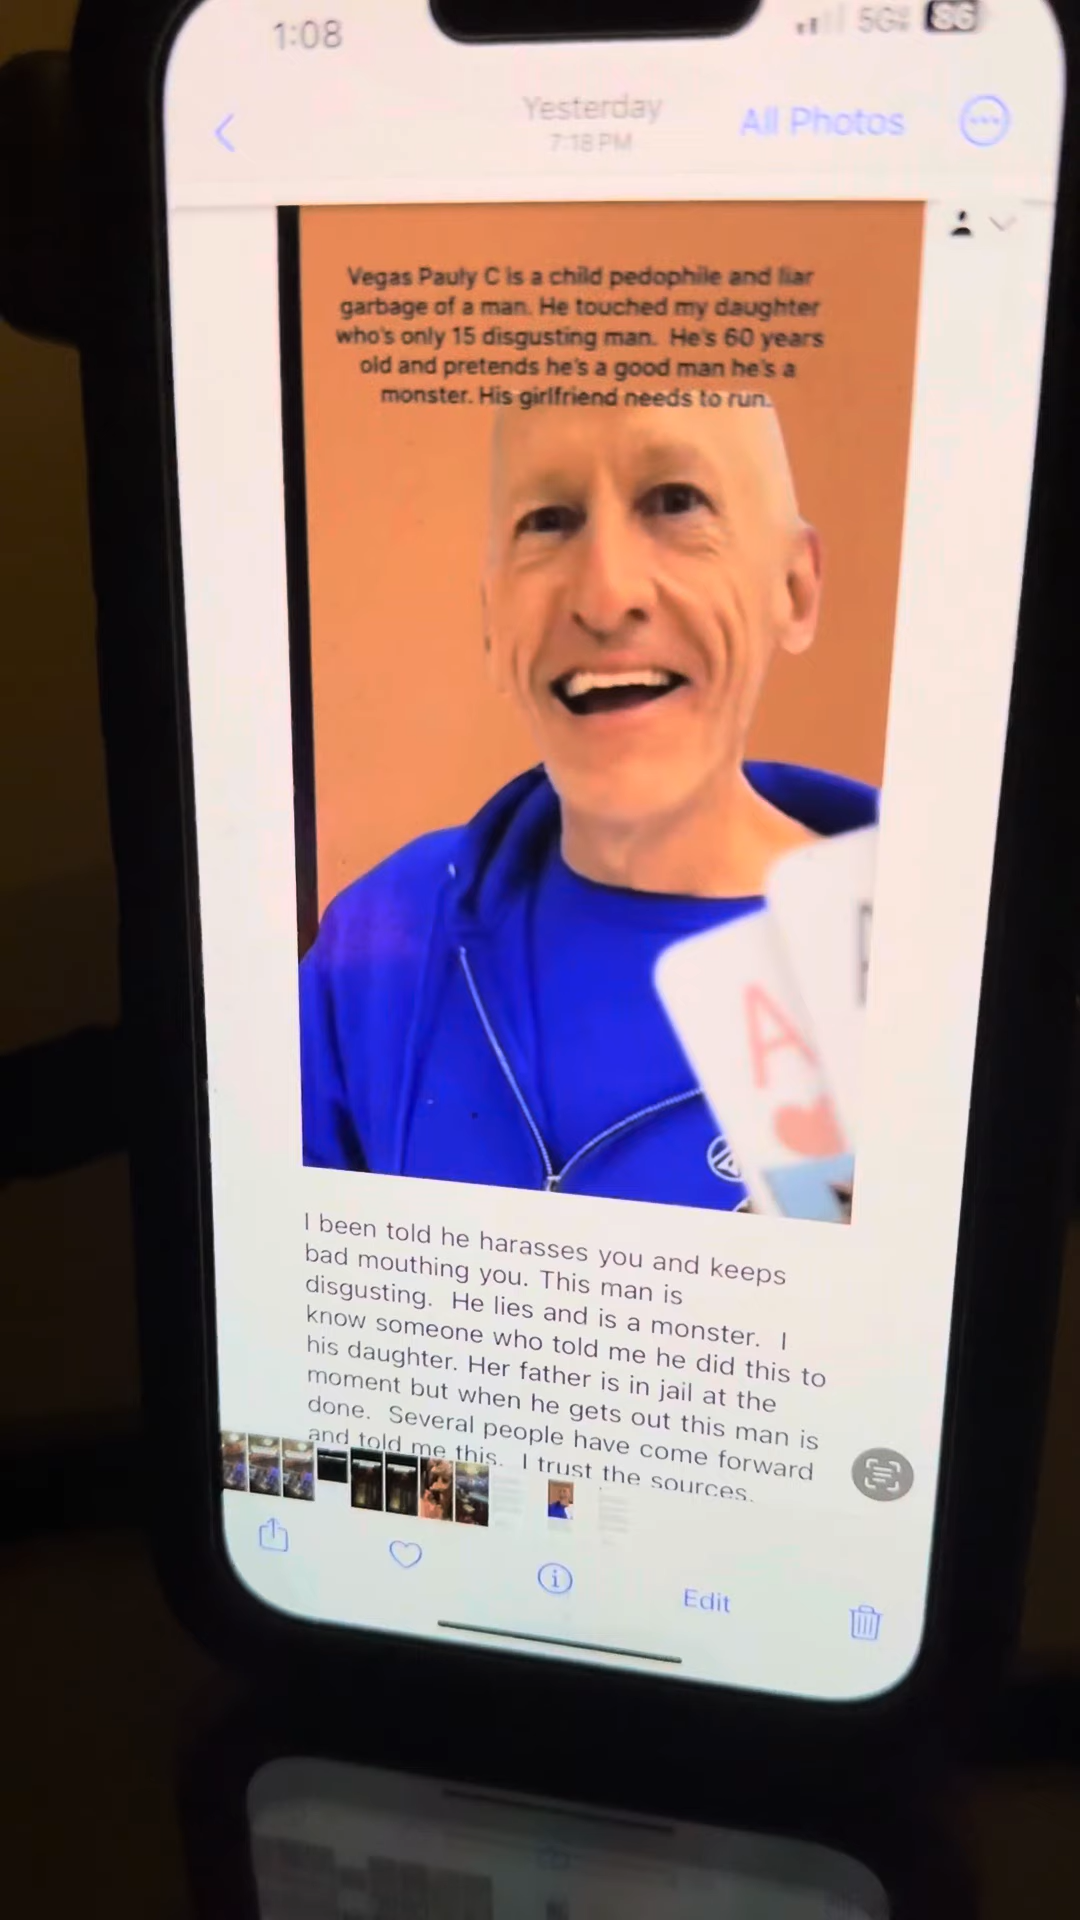 1:08
5G
86
Yesterday
7:18 PM
All Photos
Vegas Pauly C is a child pedophile and liar
garbage of a man. He touched my daughter
who's only 15 disgusting man. He's 60 years
old and pretends he's a good man he's a
monster. His girlfriend needs to run.
A
I been told he harasses you and keeps
bad mouthing you. This man is
disgusting. He lies and is a monster. I
know someone who told me he did this to
his daughter. Her father is in jail at the
moment but when he gets out this man is
done. Several people have come forward
and told me this. I trust the sources.
Edit